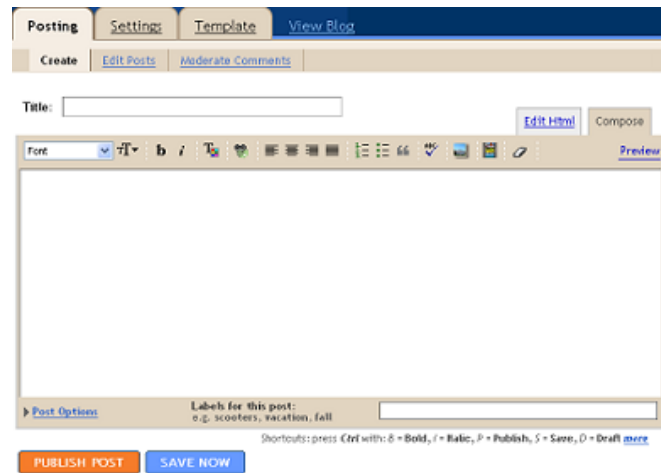 Posting Settings Template View Blog
Create Edit Posts Moderate Comments
Title:
Edit Html Compose
Font T b i T ABC Preview
Post Options Labels for this post:
e.g. scooters, vacation, fall
Shortcuts: press Ctrl with: B = Bold, I = Italic, P = Publish, S = Save, D = Draft more
PUBLISH POST SAVE NOW